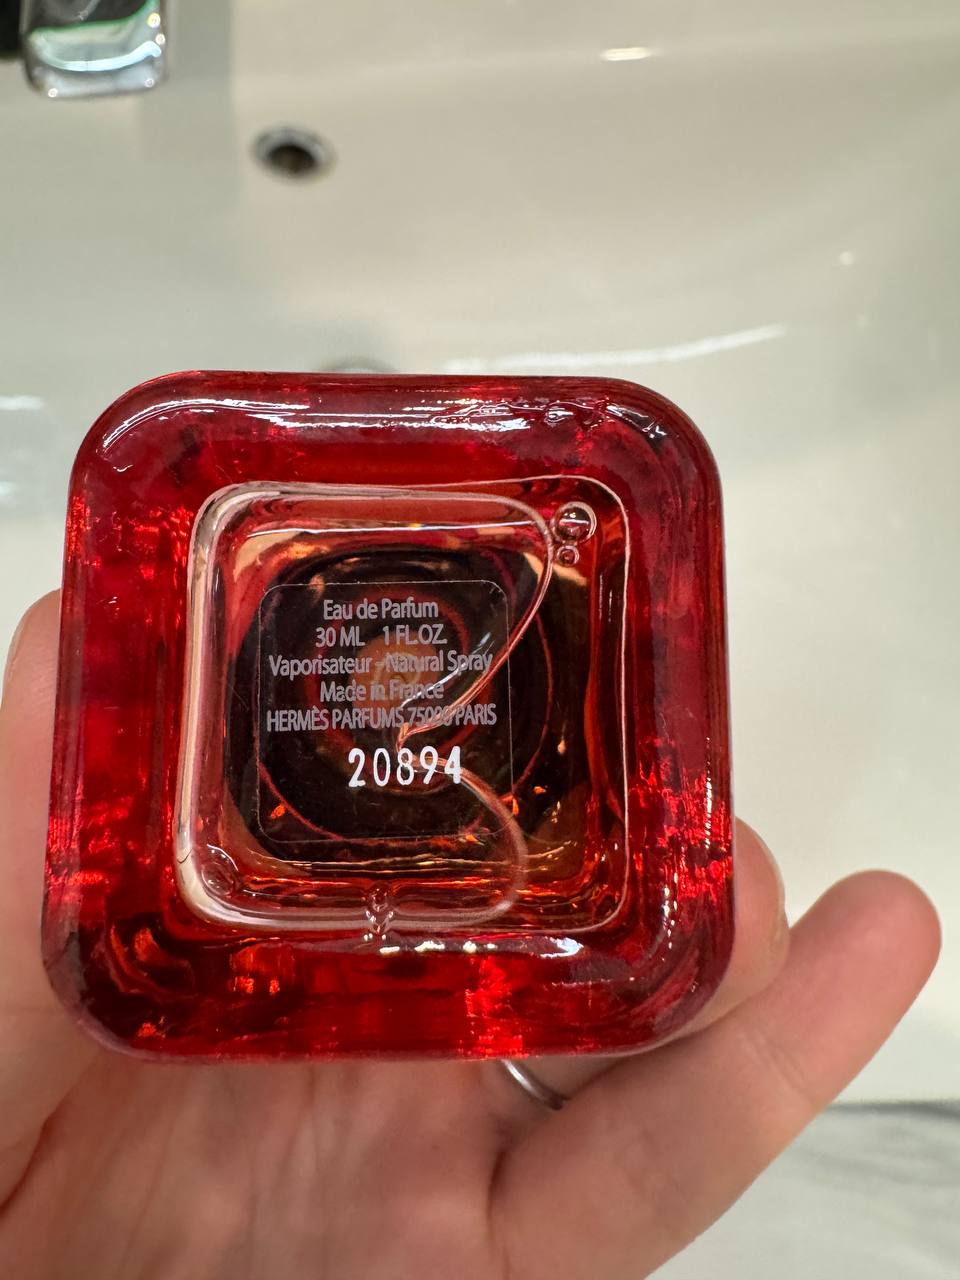 Eau de Parfum
30 ML 1 FL.OZ.
Vaporisateur - Natural Spray
Made in France
HERMÈS PARFUMS 75008 PARIS
20894